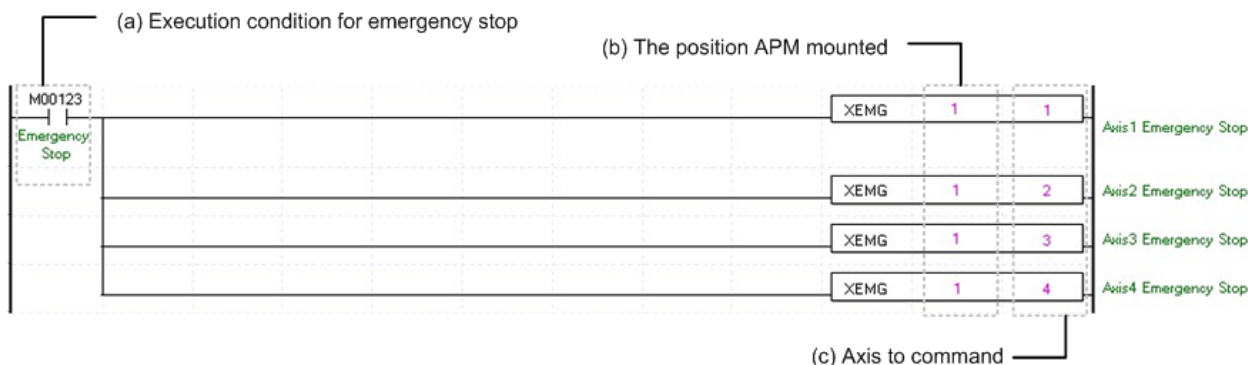 (a) Execution condition for emergency stop
(b) The position APM mounted
M00123
Emergency
Stop
XEMG 1 1
Axis1 Emergency Stop
XEMG 1 2
Axis2 Emergency Stop
XEMG 1 3
Axis3 Emergency Stop
XEMG 1 4
Axis4 Emergency Stop
(c) Axis to command